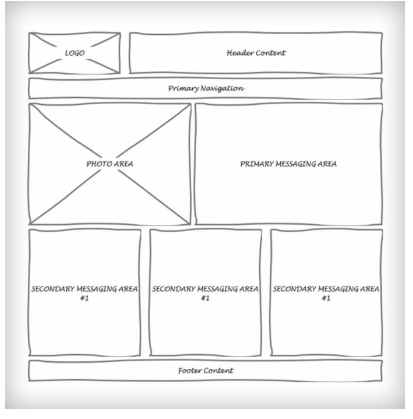 LOGO
Header Content
Primary Navigation
PHOTO AREA
PRIMARY MESSAGING AREA
SECONDARY MESSAGING AREA
#1
SECONDARY MESSAGING AREA
#1
SECONDARY MESSAGING AREA
#1
Footer Content